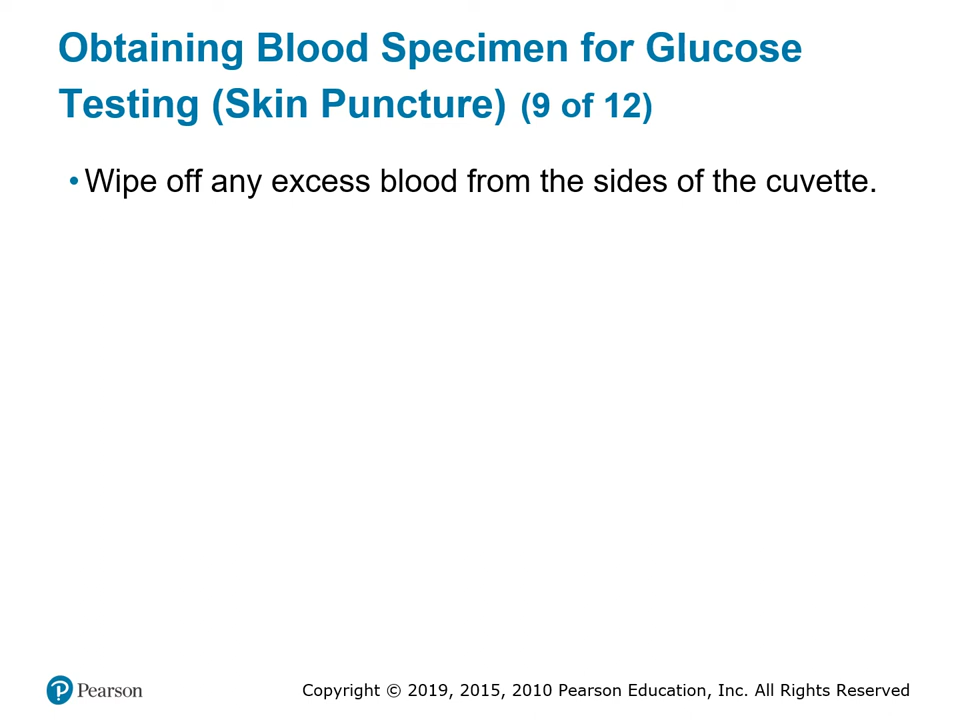 Obtaining Blood Specimen for Glucose
Testing (Skin Puncture) (9 of 12)
• Wipe off any excess blood from the sides of the cuvette.
Pearson
Copyright © 2019, 2015, 2010 Pearson Education, Inc. All Rights Reserved